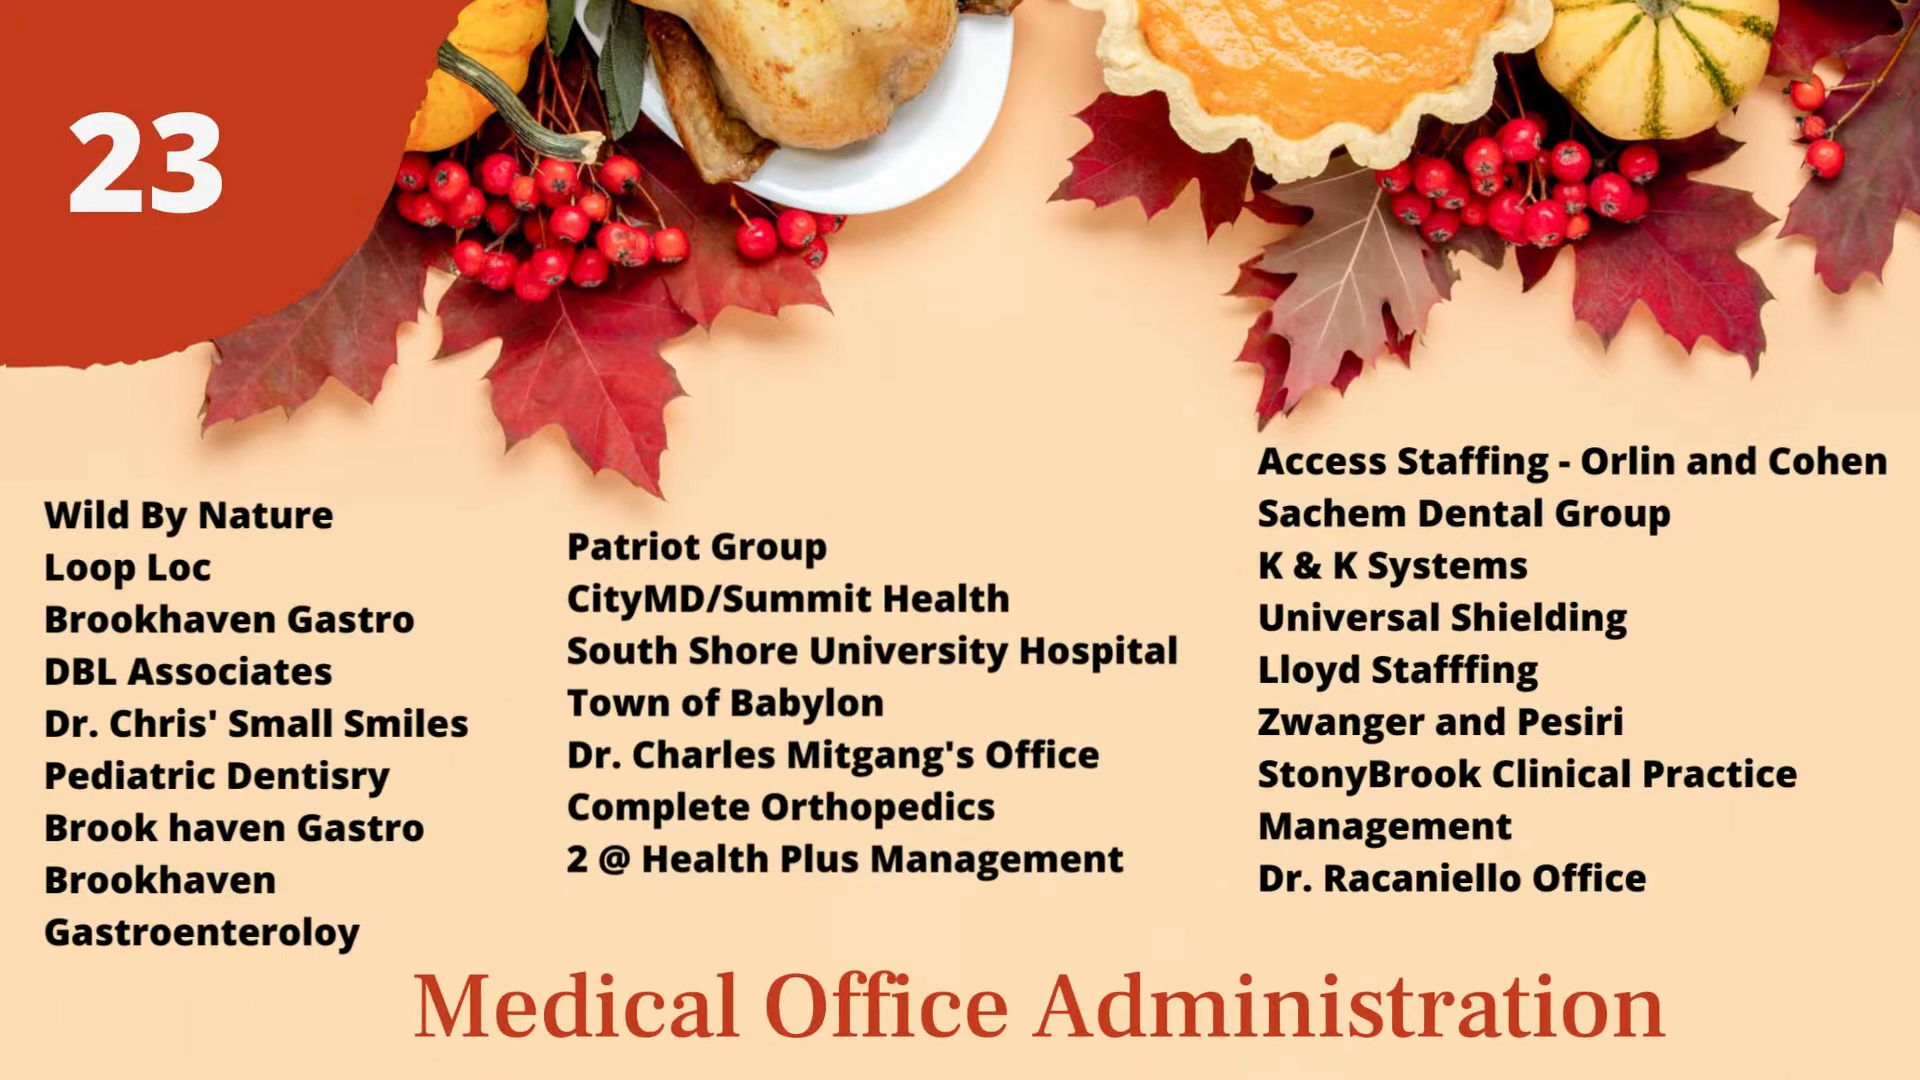 23
Wild By Nature
Loop Loc
Brookhaven Gastro
DBL Associates
Dr. Chris' Small Smiles
Pediatric Dentisry
Brook haven Gastro
Brookhaven
Gastroenteroloy
Patriot Group
CityMD/Summit Health
South Shore University Hospital
Town of Babylon
Dr. Charles Mitgang's Office
Complete Orthopedics
2 @ Health Plus Management
Access Staffing - Orlin and Cohen
Sachem Dental Group
K & K Systems
Universal Shielding
Lloyd Stafffing
Zwanger and Pesiri
StonyBrook Clinical Practice
Management
Dr. Racaniello Office
Medical Office Administration